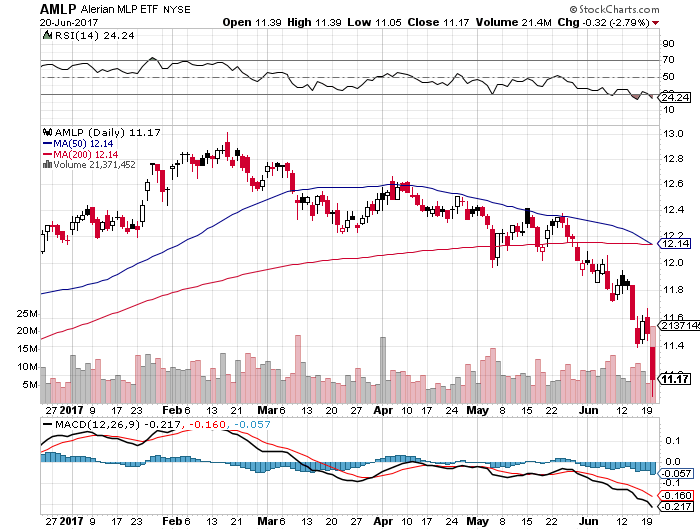 AMLP Alerian MLP ETF NYSE © StockCharts.com
20-Jun-2017 Open 11.39 High 11.39 Low 11.05 Close 11.17 Volume 21.4M Chg -0.32 (-2.79%)
RSI(14) 24.24
90
70
50
30
24.24
10
AMLP (Daily) 11.17
MA(50) 12.14
MA(200) 12.14
Volume 21,371,452
13.0
12.8
12.6
12.4
12.2
12.14
12.0
11.8
11.6
11.4
11.17
25M
20M
15M
10M
5M
27 2017 9 17 23 Feb 6 13 21 Mar 6 13 20 27 Apr 10 17 24 May 8 15 22 Jun 12 19
MACD(12,26,9) -0.217, -0.160, -0.057
0.1
0.0
-0.057
-0.1
-0.160
-0.217
27 2017 9 17 23 Feb 6 13 21 Mar 6 13 20 27 Apr 10 17 24 May 8 15 22 Jun 12 19